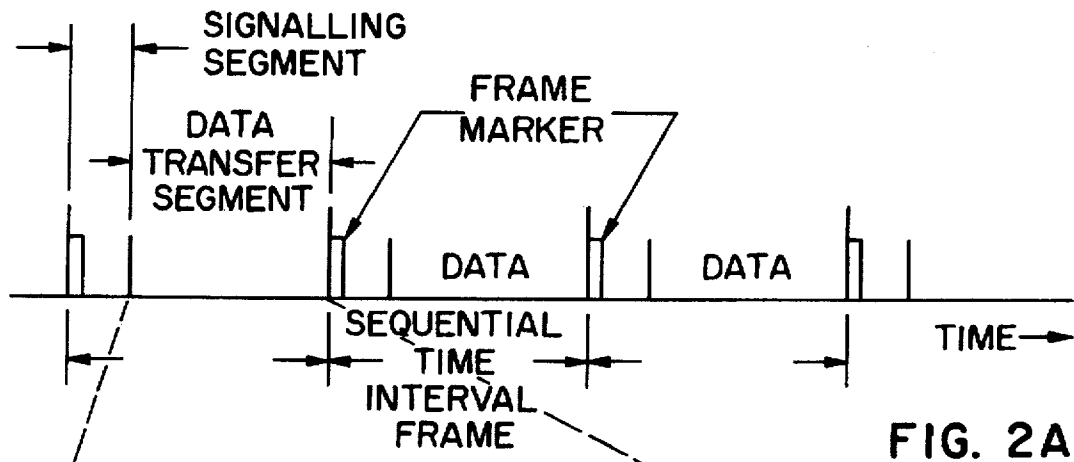 SIGNALLING
SEGMENT
FRAME
MARKER
DATA
TRANSFER
SEGMENT
DATA
DATA
SEQUENTIAL
TIME
INTERVAL
FRAME
TIME
FIG. 2A